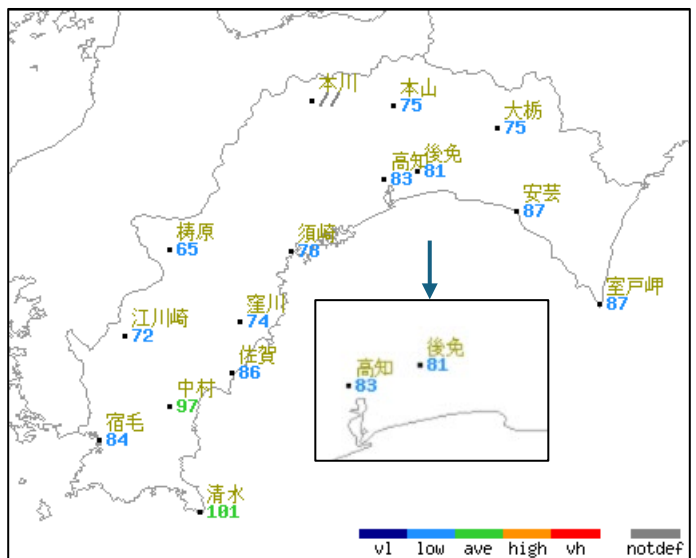 本川
//
本山
75
大栃
75
高知
83
後免
81
安芸
87
梼原
65
須崎
78
室戸岬
87
江川崎
72
窪川
74
佐賀
86
中村
97
宿毛
84
清水
101
高知
83
後免
81
vl low ave high vh notdef